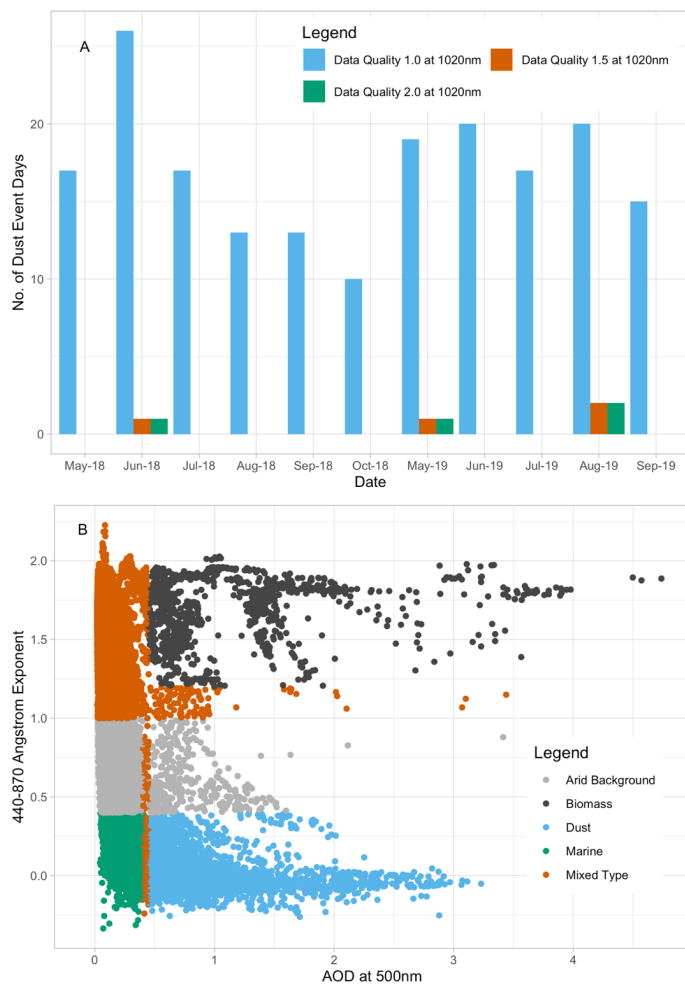 A
Legend
Data Quality 1.0 at 1020nm
Data Quality 1.5 at 1020nm
Data Quality 2.0 at 1020nm
No. of Dust Event Days
20
10
0
May-18 Jun-18 Jul-18 Aug-18 Sep-18 Oct-18 May-19 Jun-19 Jul-19 Aug-19 Sep-19
Date
B
440-870 Angstrom Exponent
2.0
1.5
1.0
0.5
0.0
Legend
Arid Background
Biomass
Dust
Marine
Mixed Type
0 1 2 3 4
AOD at 500nm